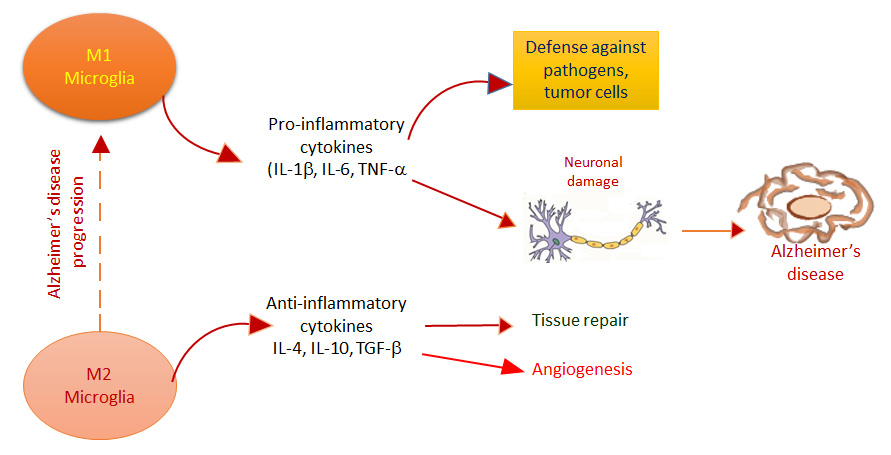 M1
Microglia
Defense against
pathogens,
tumor cells
Pro-inflammatory
cytokines
(IL-1β, IL-6, TNF-α
Neuronal
damage
Alzheimer's disease
progression
Alzheimer's
disease
Anti-inflammatory
cytokines
IL-4, IL-10, TGF-β
Tissue repair
Angiogenesis
M2
Microglia